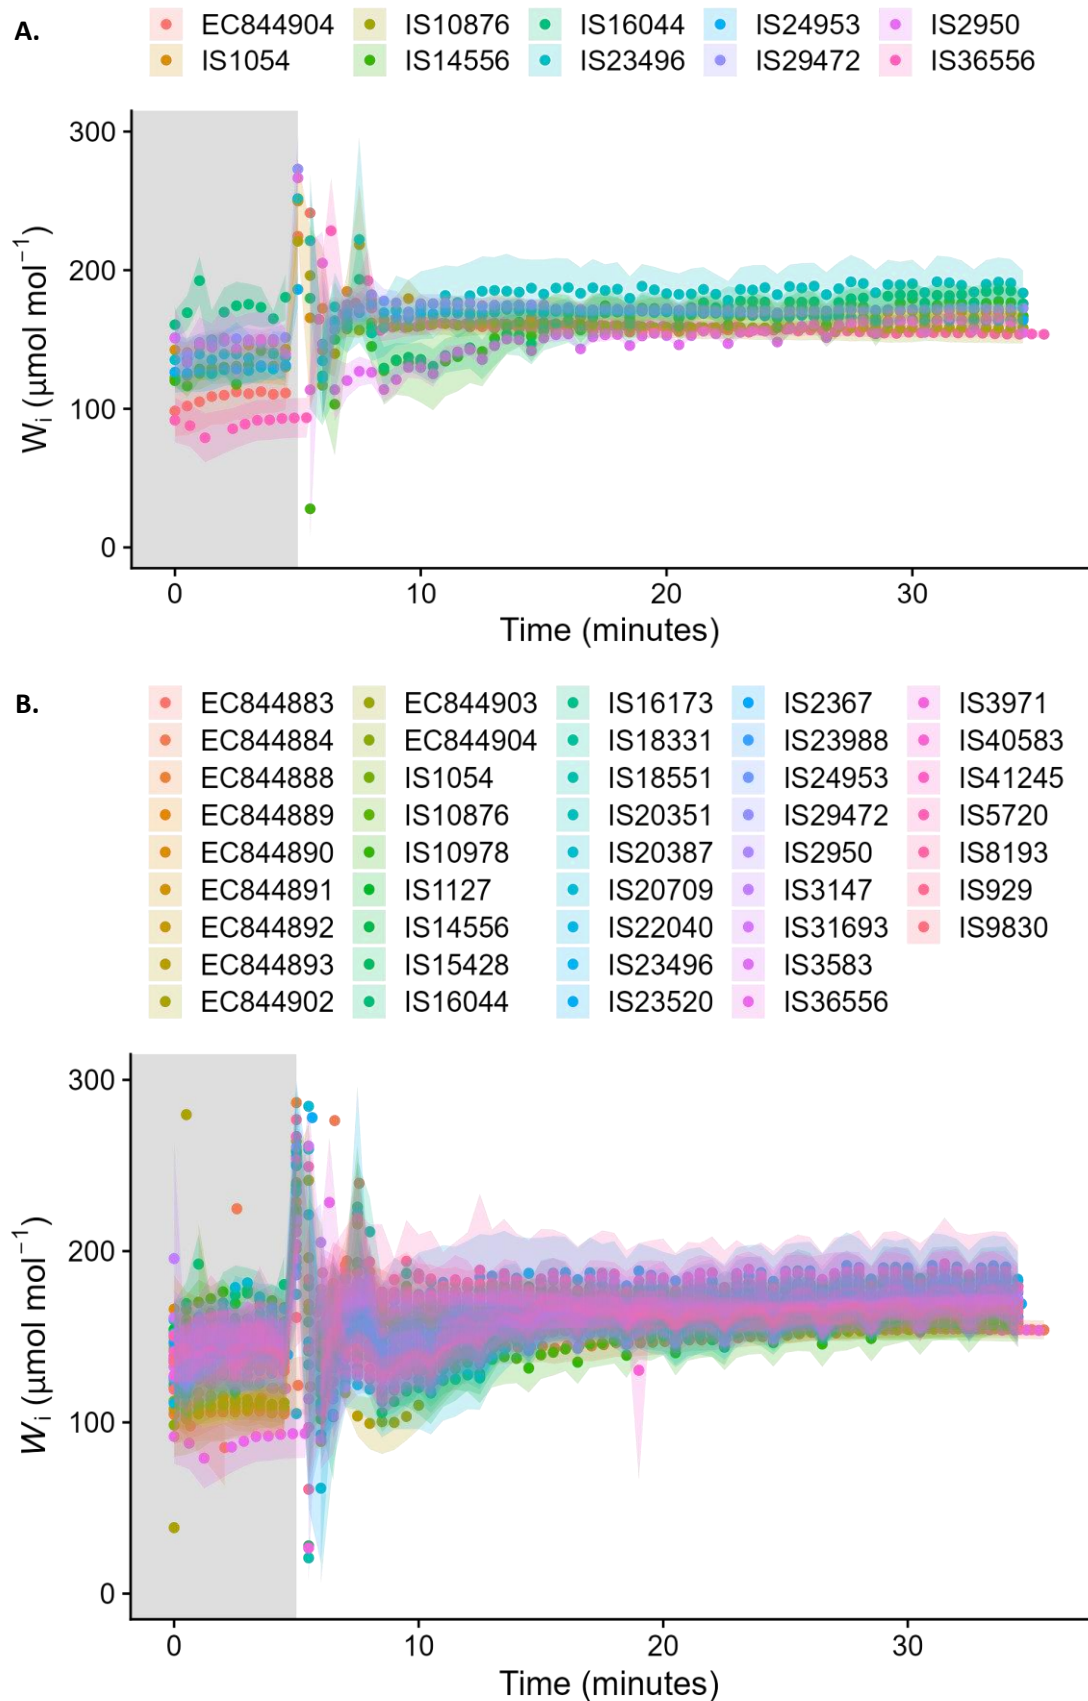 A.
EC844904 IS10876 IS16044 IS24953 IS2950
IS1054 IS14556 IS23496 IS29472 IS36556
300
200
100
0
Wᵢ (µmol mol⁻¹)
0 10 20 30
Time (minutes)
B.
EC844883 EC844903 IS16173 IS2367 IS3971
EC844884 EC844904 IS18331 IS23988 IS40583
EC844888 IS1054 IS18551 IS24953 IS41245
EC844889 IS10876 IS20351 IS29472 IS5720
EC844890 IS10978 IS20387 IS2950 IS8193
EC844891 IS1127 IS20709 IS3147 IS929
EC844892 IS14556 IS22040 IS31693 IS9830
EC844893 IS15428 IS23496 IS3583
EC844902 IS16044 IS23520 IS36556
300
200
100
0
Wᵢ (µmol mol⁻¹)
0 10 20 30
Time (minutes)